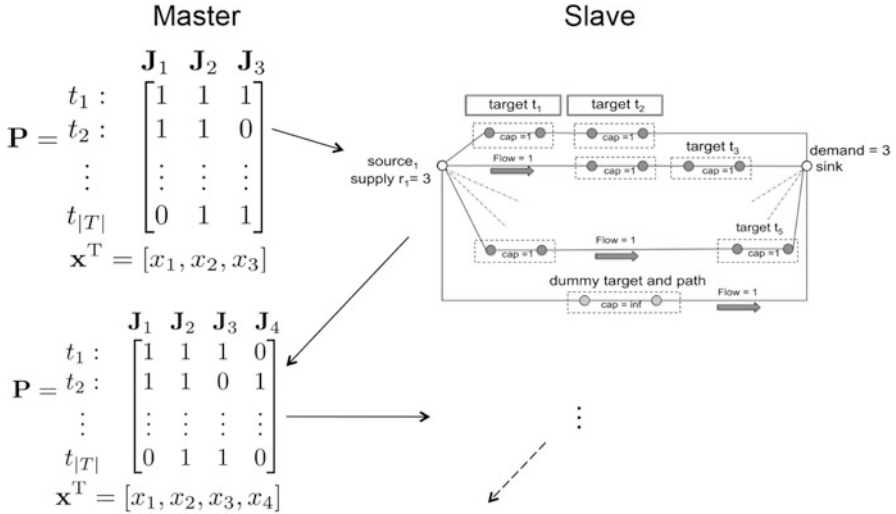 Master
Slave
J₁ J₂ J₃
t₁ : 1 1 1
P = t₂ : 1 1 0
⋮ ⋮ ⋮ ⋮
t|T| 0 1 1
xᵀ = [x₁, x₂, x₃]
target t₁ target t₂
cap =1 cap =1
source₁
supply r₁= 3
Flow = 1
target t₃
cap =1 cap =1
demand = 3
sink
target t₅
cap =1
Flow = 1
cap =1
dummy target and path
cap = inf
Flow = 1
J₁ J₂ J₃ J₄
t₁ : 1 1 1 0
P = t₂ : 1 1 0 1
⋮ ⋮ ⋮ ⋮ ⋮
t|T| 0 1 1 0
xᵀ = [x₁, x₂, x₃, x₄]
⋮